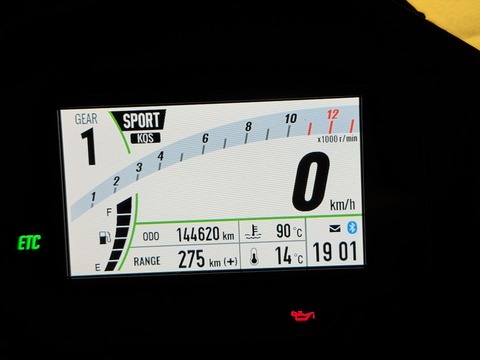 GEAR
1
SPORT
KQS
1 2 3 4 6 8 10 12
x1000 r/min
0 km/h
F
E
ETC
ODO 144620 km
90 °C
RANGE 275 km (+)
14 °C
19 01